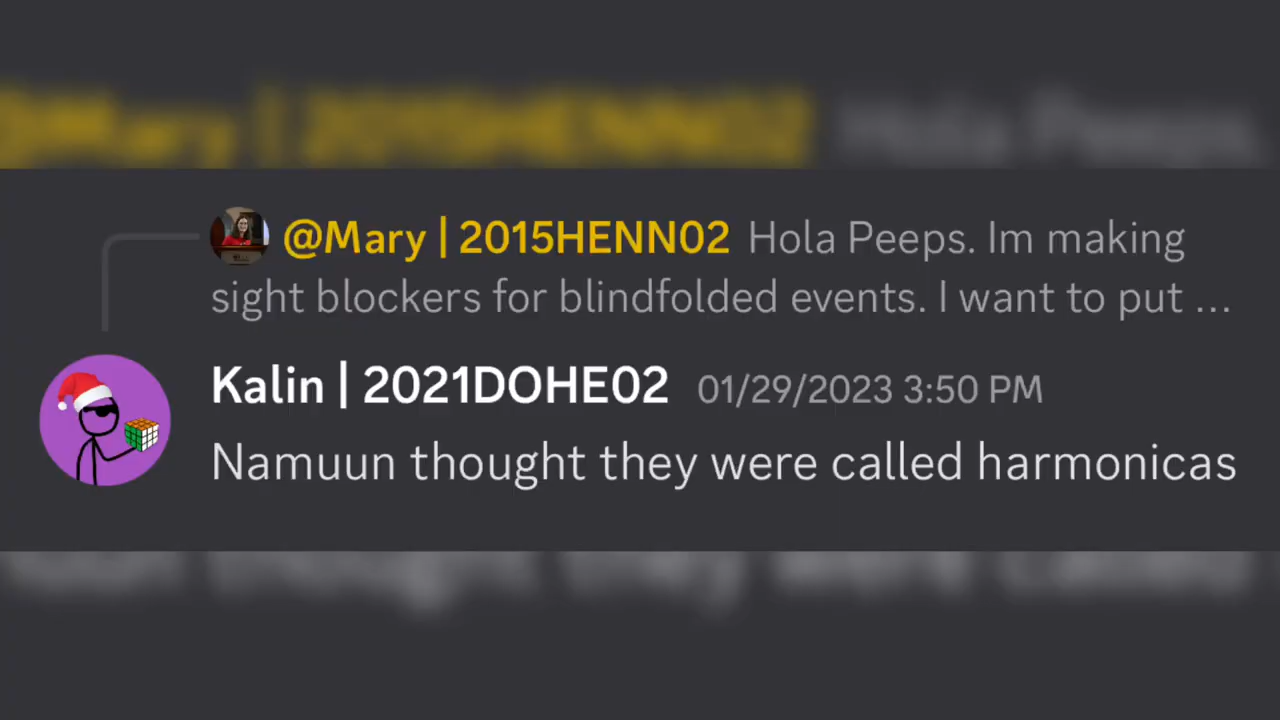 @Mary | 2015HENN02 Hola Peeps. Im making
sight blockers for blindfolded events. I want to put ...
Kalin | 2021DOHE02 01/29/2023 3:50 PM
Namuun thought they were called harmonicas